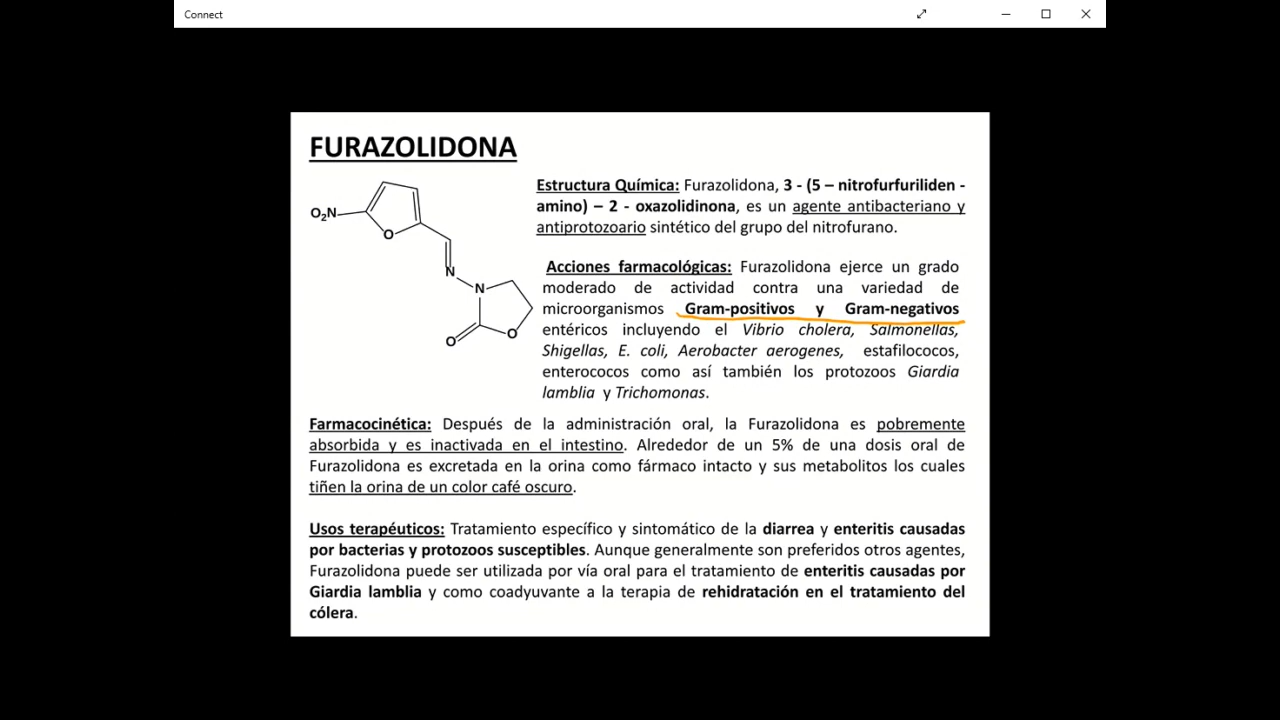 Connect
FURAZOLIDONA
O2N
O
N
N
O
O
Estructura Química: Furazolidona, 3 - (5 – nitrofurfuriliden -
amino) – 2 - oxazolidinona, es un agente antibacteriano y
antiprotozoario sintético del grupo del nitrofurano.
Acciones farmacológicas: Furazolidona ejerce un grado
moderado de actividad contra una variedad de
microorganismos Gram-positivos y Gram-negativos
entéricos incluyendo el Vibrio cholera, Salmonellas,
Shigellas, E. coli, Aerobacter aerogenes, estafilococos,
enterococos como así también los protozoos Giardia
lamblia y Trichomonas.
Farmacocinética: Después de la administración oral, la Furazolidona es pobremente
absorbida y es inactivada en el intestino. Alrededor de un 5% de una dosis oral de
Furazolidona es excretada en la orina como fármaco intacto y sus metabolitos los cuales
tiñen la orina de un color café oscuro.
Usos terapéuticos: Tratamiento específico y sintomático de la diarrea y enteritis causadas
por bacterias y protozoos susceptibles. Aunque generalmente son preferidos otros agentes,
Furazolidona puede ser utilizada por vía oral para el tratamiento de enteritis causadas por
Giardia lamblia y como coadyuvante a la terapia de rehidratación en el tratamiento del
cólera.